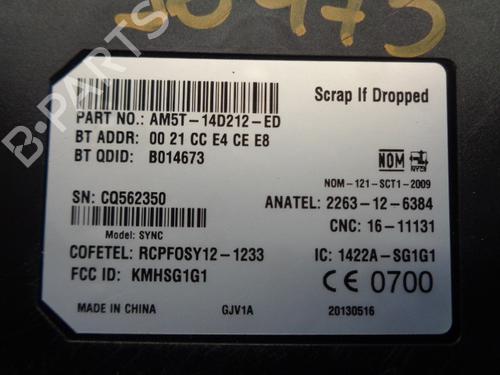 Scrap If Dropped
PART NO.: AM5T-14D212-ED
BT ADDR: 00 21 CC E4 CE E8
BT QDID: B014673
NOM
NOM-121-SCT1-2009
SN: CQ562350
ANATEL: 2263-12-6384
Model: SYNC
CNC: 16-11131
COFETEL: RCPFOSY12-1233
IC: 1422A-SG1G1
FCC ID: KMHSG1G1
CE 0700
MADE IN CHINA
GJV1A
20130516
B-PARTS